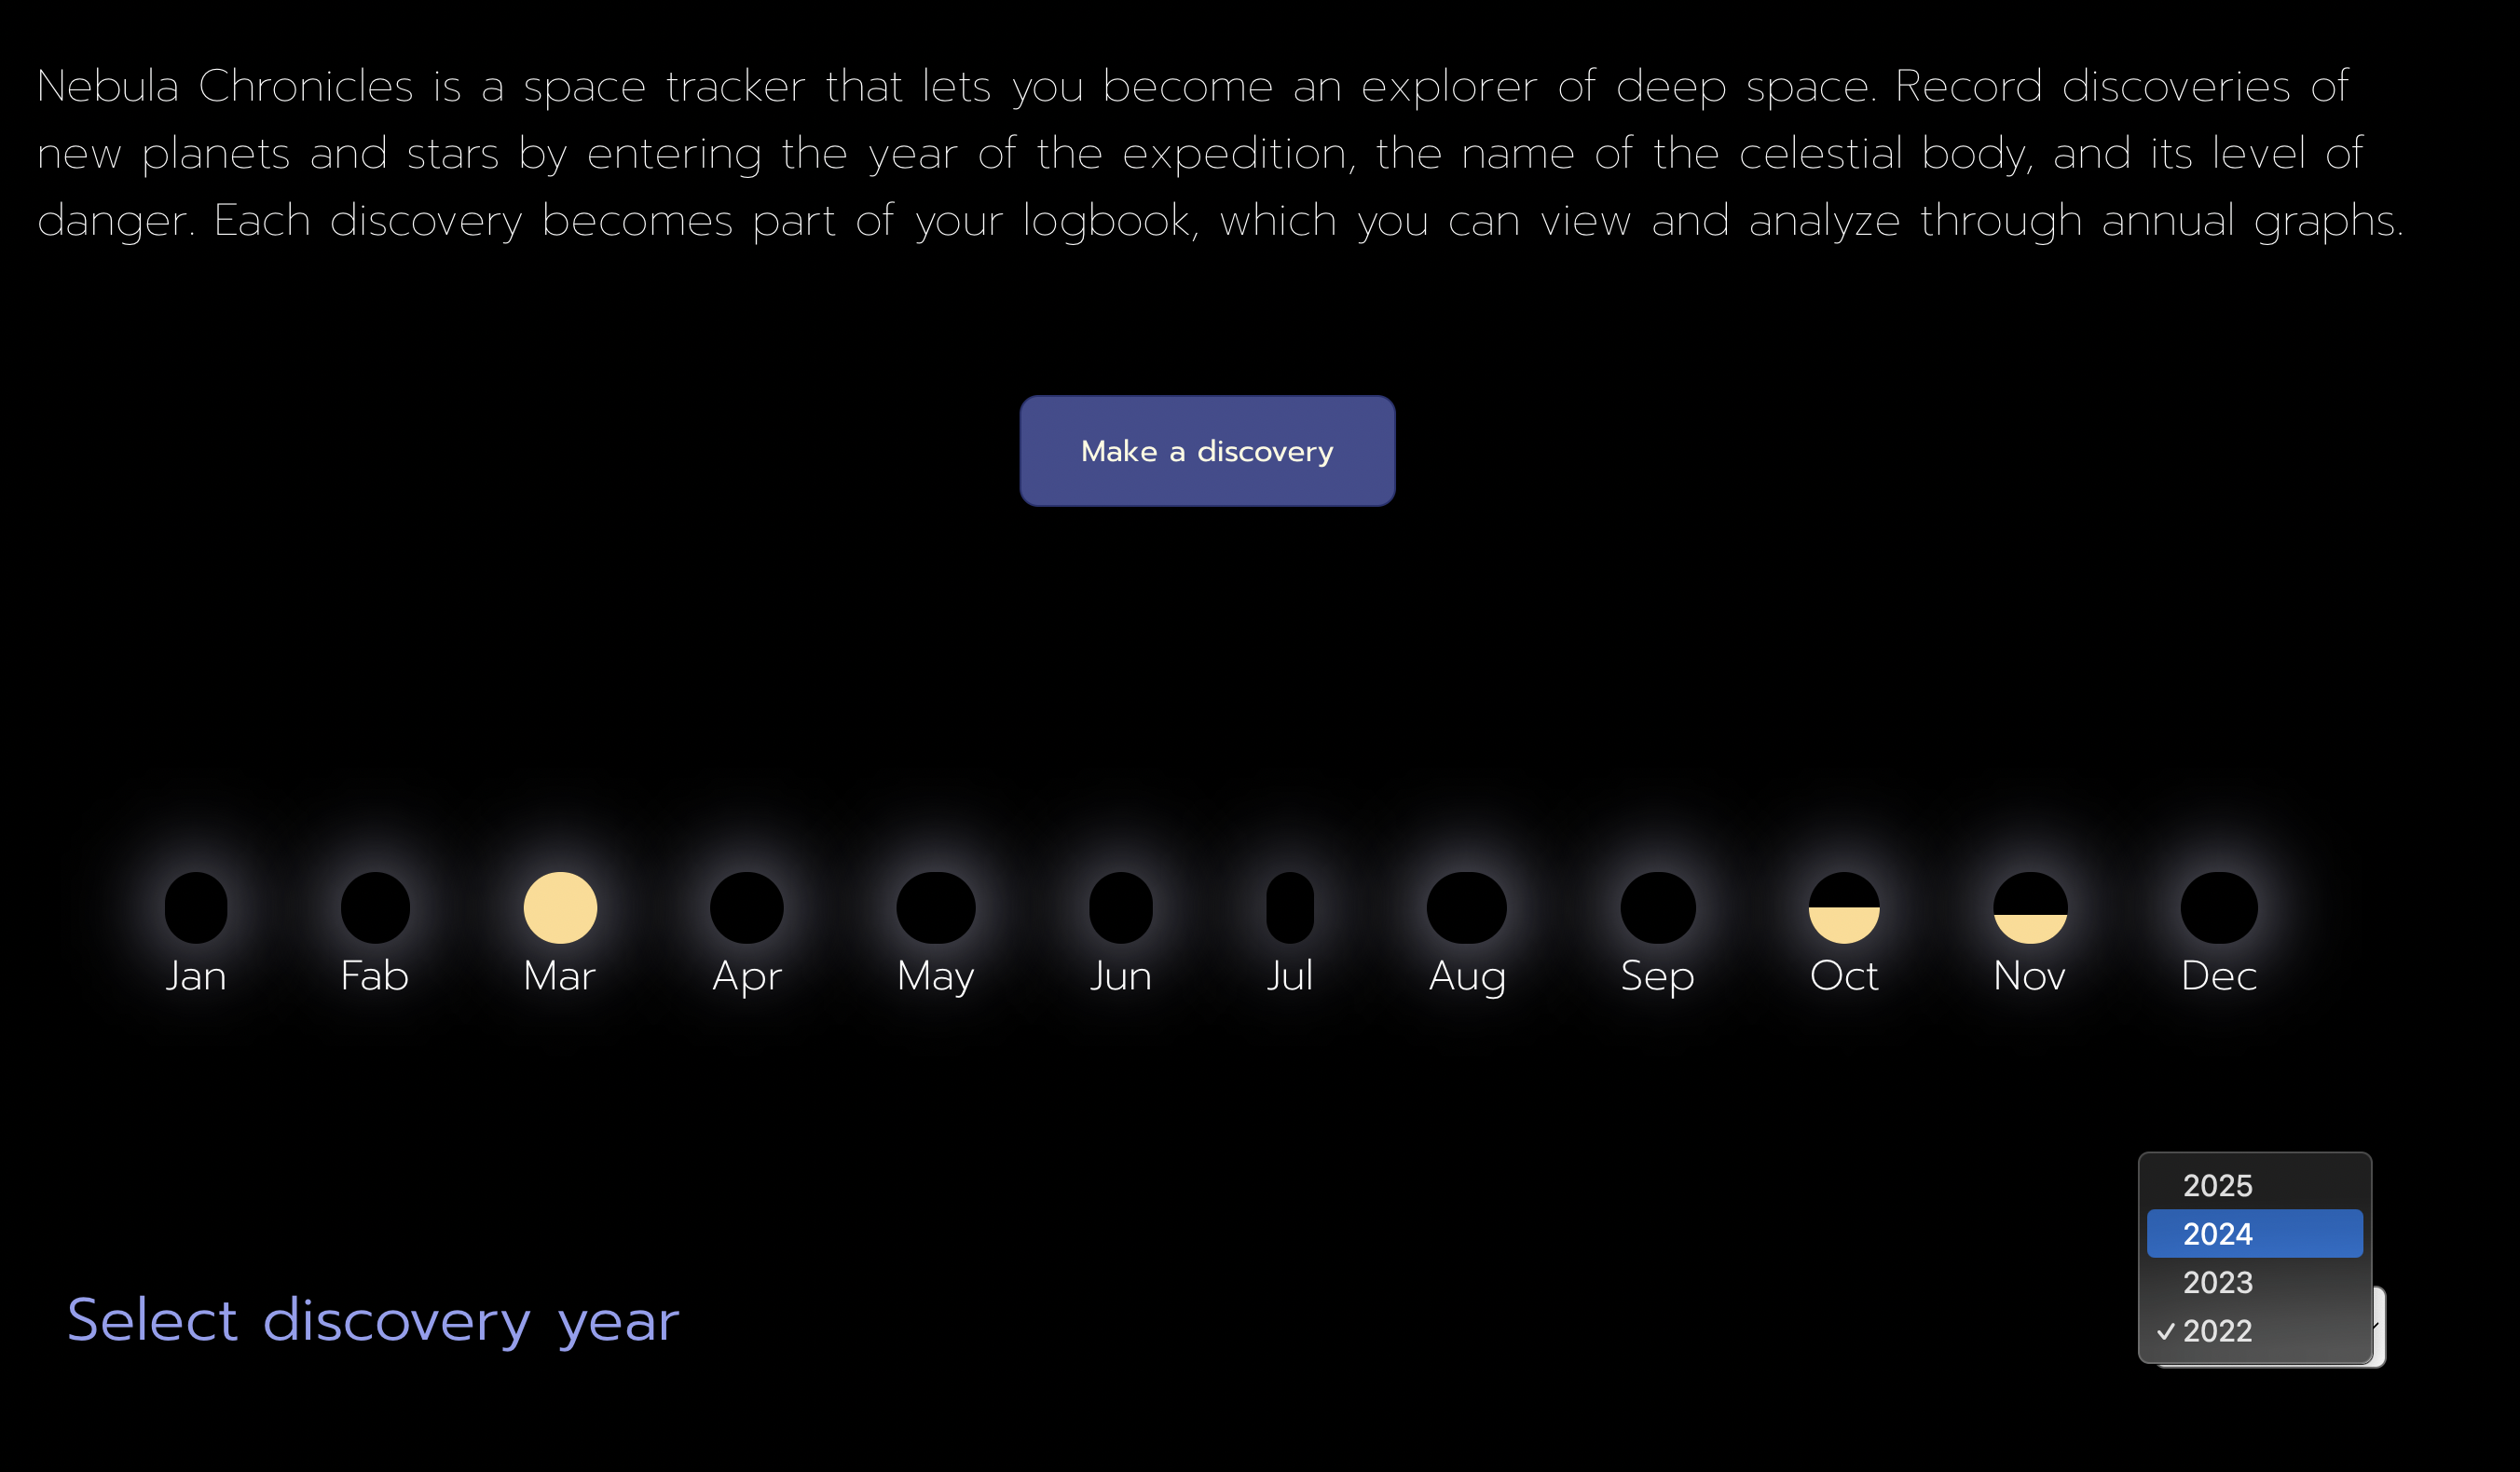 Nebula Chronicles is a space tracker that lets you become an explorer of deep space. Record discoveries of
new planets and stars by entering the year of the expedition, the name of the celestial body, and its level of
danger. Each discovery becomes part of your logbook, which you can view and analyze through annual graphs.
Make a discovery
Jan Fab Mar Apr May Jun Jul Aug Sep Oct Nov Dec
2025
2024
2023
✓ 2022
Select discovery year